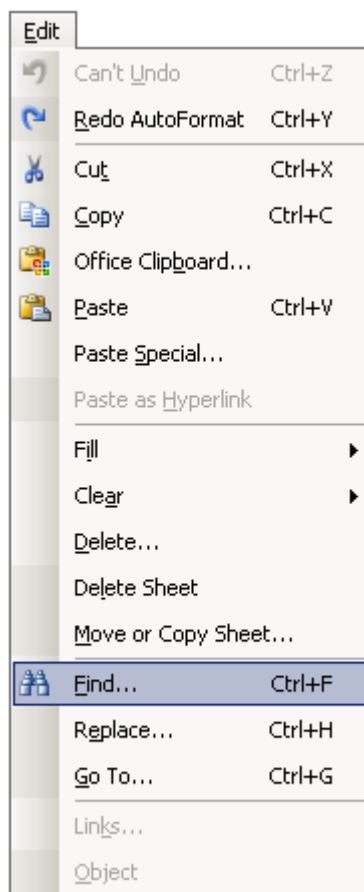 Edit
Can't Undo Ctrl+Z
Redo AutoFormat Ctrl+Y
Cut Ctrl+X
Copy Ctrl+C
Office Clipboard...
Paste Ctrl+V
Paste Special...
Paste as Hyperlink
Fill
Clear
Delete...
Delete Sheet
Move or Copy Sheet...
Find... Ctrl+F
Replace... Ctrl+H
Go To... Ctrl+G
Links...
Object